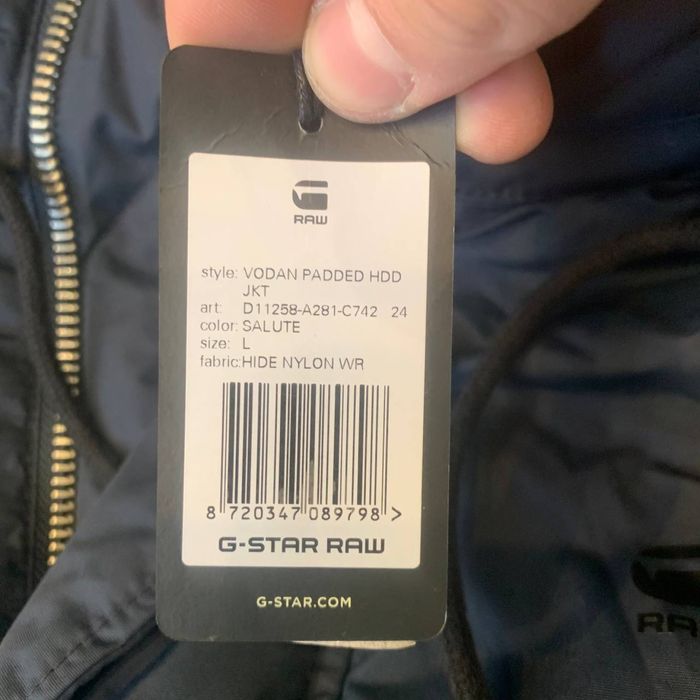 RAW
style: VODAN PADDED HDD
JKT
art: D11258-A281-C742 24
color: SALUTE
size: L
fabric: HIDE NYLON WR
8 720347 089798 >
G-STAR RAW
G-STAR.COM
RA